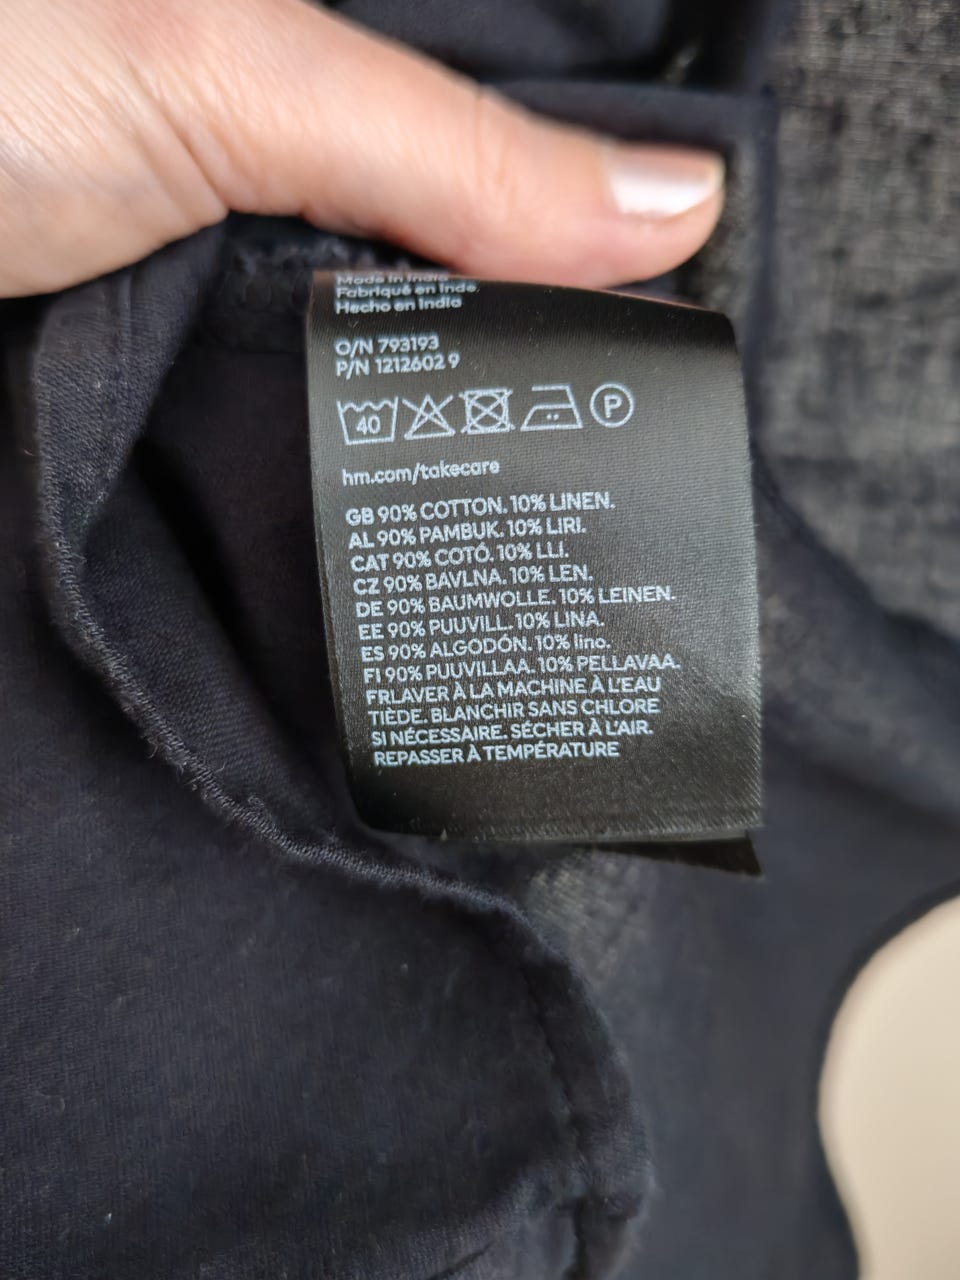 Made in India
Fabriqué en Inde
Hecho en India
O/N 793193
P/N 1212602 9
40
P
hm.com/takecare
GB 90% COTTON. 10% LINEN.
AL 90% PAMBUK. 10% LIRI.
CAT 90% COTÓ. 10% LLI.
CZ 90% BAVLNA. 10% LEN.
DE 90% BAUMWOLLE. 10% LEINEN.
EE 90% PUUVILL. 10% LINA.
ES 90% ALGODÓN. 10% lino.
FI 90% PUUVILLAA. 10% PELLAVAA.
FRLAVER À LA MACHINE À L'EAU
TIÈDE. BLANCHIR SANS CHLORE
SI NÉCESSAIRE. SÉCHER À L'AIR.
REPASSER À TEMPÉRATURE